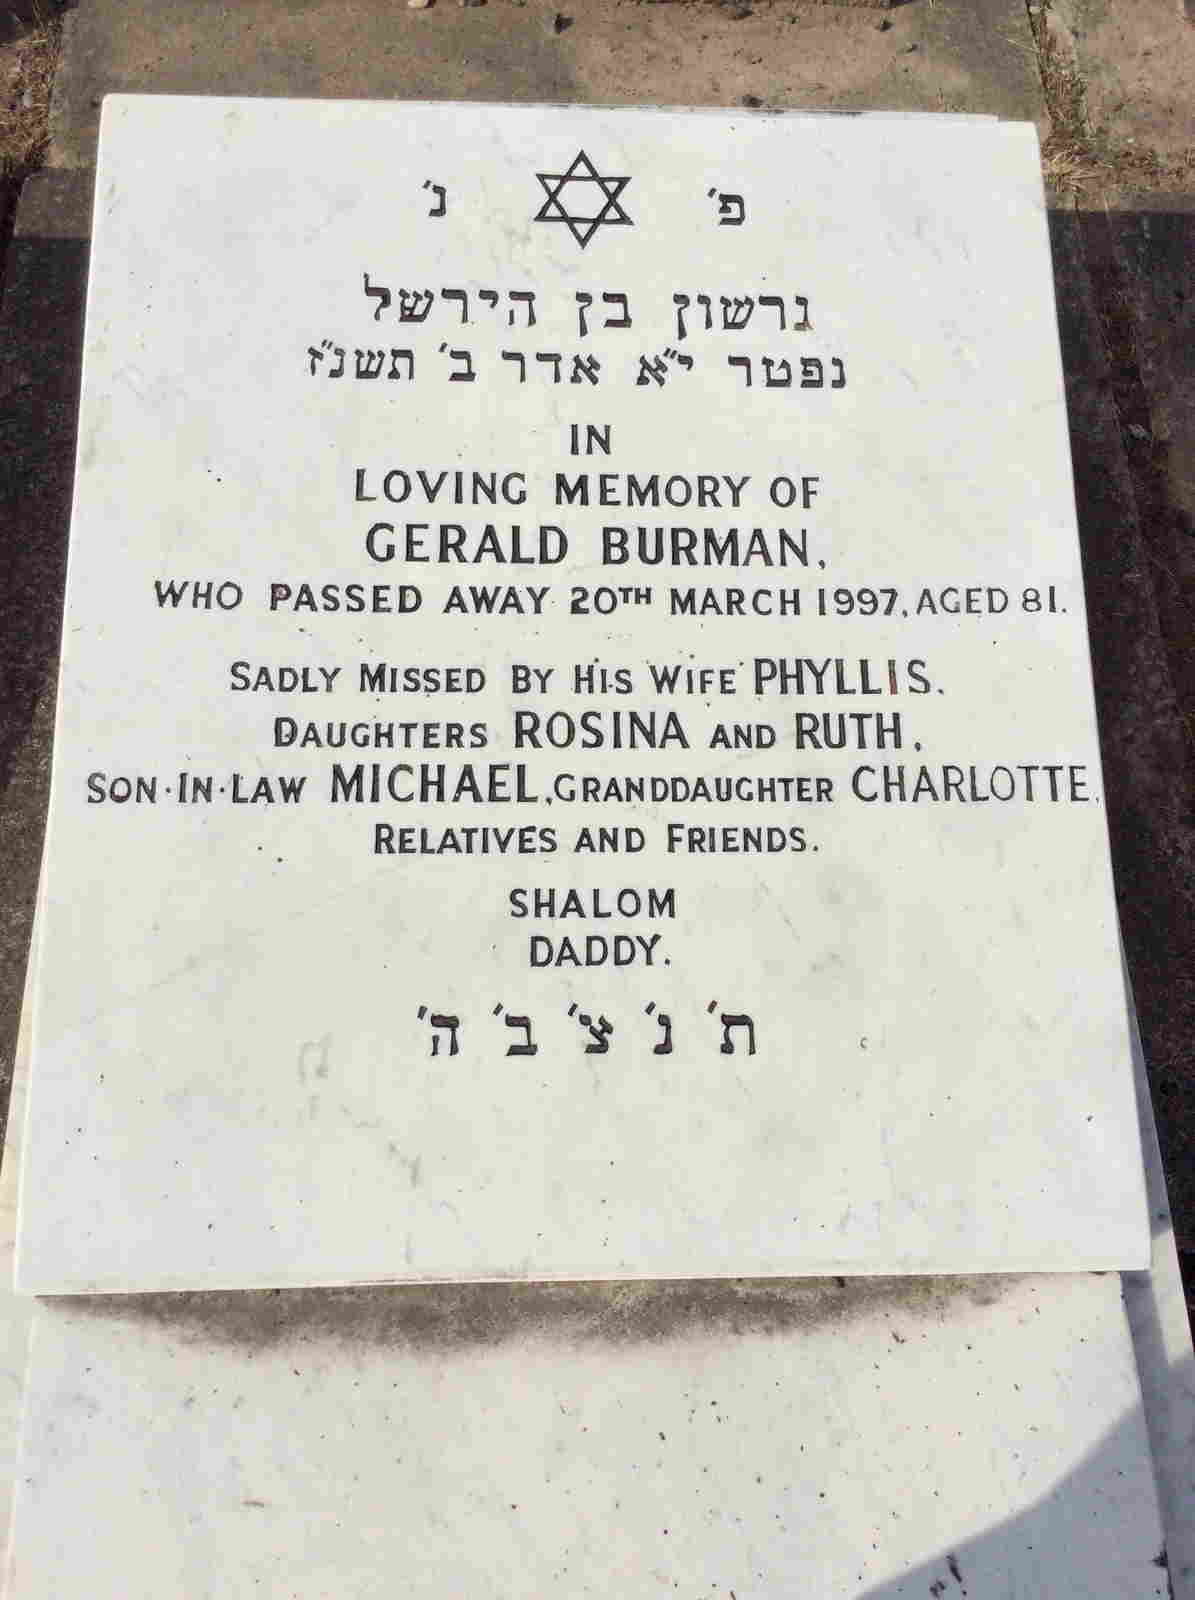 פ' נ'
גרשון בן הירשל
נפטר י"א אדר ב' תשנ"ז
IN
LOVING MEMORY OF
GERALD BURMAN,
WHO PASSED AWAY 20TH MARCH 1997, AGED 81.
SADLY MISSED BY HIS WIFE PHYLLIS.
DAUGHTERS ROSINA AND RUTH,
SON·IN·LAW MICHAEL, GRANDDAUGHTER CHARLOTTE,
RELATIVES AND FRIENDS.
SHALOM
DADDY.
ת' נ' צ' ב' ה'